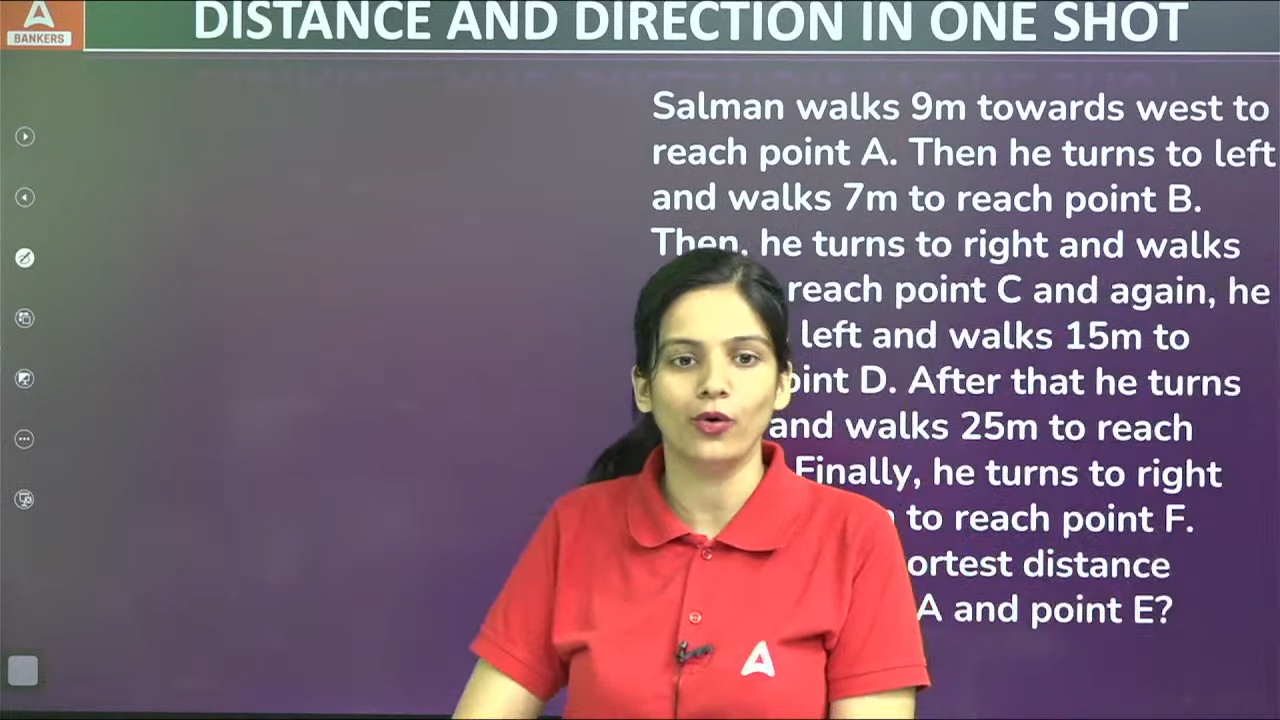 BANKERS
DISTANCE AND DIRECTION IN ONE SHOT
Salman walks 9m towards west to
reach point A. Then he turns to left
and walks 7m to reach point B.
Then, he turns to right and walks
reach point C and again, he
left and walks 15m to
point D. After that he turns
and walks 25m to reach
Finally, he turns to right
to reach point F.
shortest distance
A and point E?
A